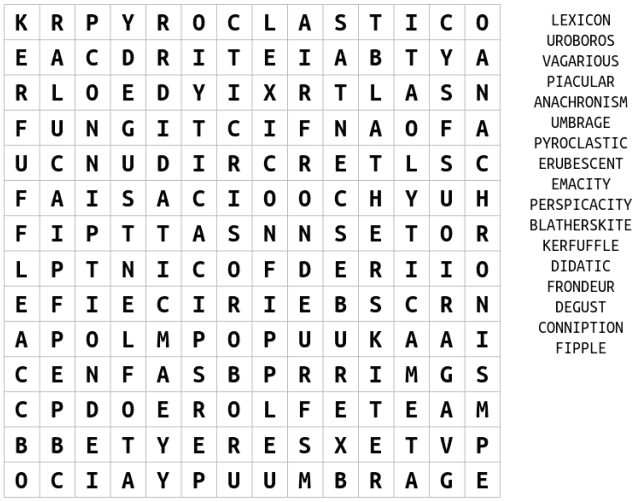 K R P Y R O C L A S T I C O
E A C D R I T E I A B T Y A
R L O E D Y I X R T L A S N
F U N G I T C I F N A O F A
U C N U D I R C R E T L S C
F A I S A C I O O C H Y U H
F I P T T A S N N S E T O R
L P T N I C O F D E R I I O
E F I E C I R I E B S C R N
A P O L M P O P U U K A A I
C E N F A S B P R R I M G S
C P D O E R O L F E T E A M
B B E T Y E R E S X E T V P
O C I A Y P U U M B R A G E
LEXICON
UROBOROS
VAGARIOUS
PIACULAR
ANACHRONISM
UMBRAGE
PYROCLASTIC
ERUBESCENT
EMACITY
PERSPICACITY
BLATHERSKITE
KERFUFFLE
DIDATIC
FRONDEUR
DEGUST
CONNIPTION
FIPPLE